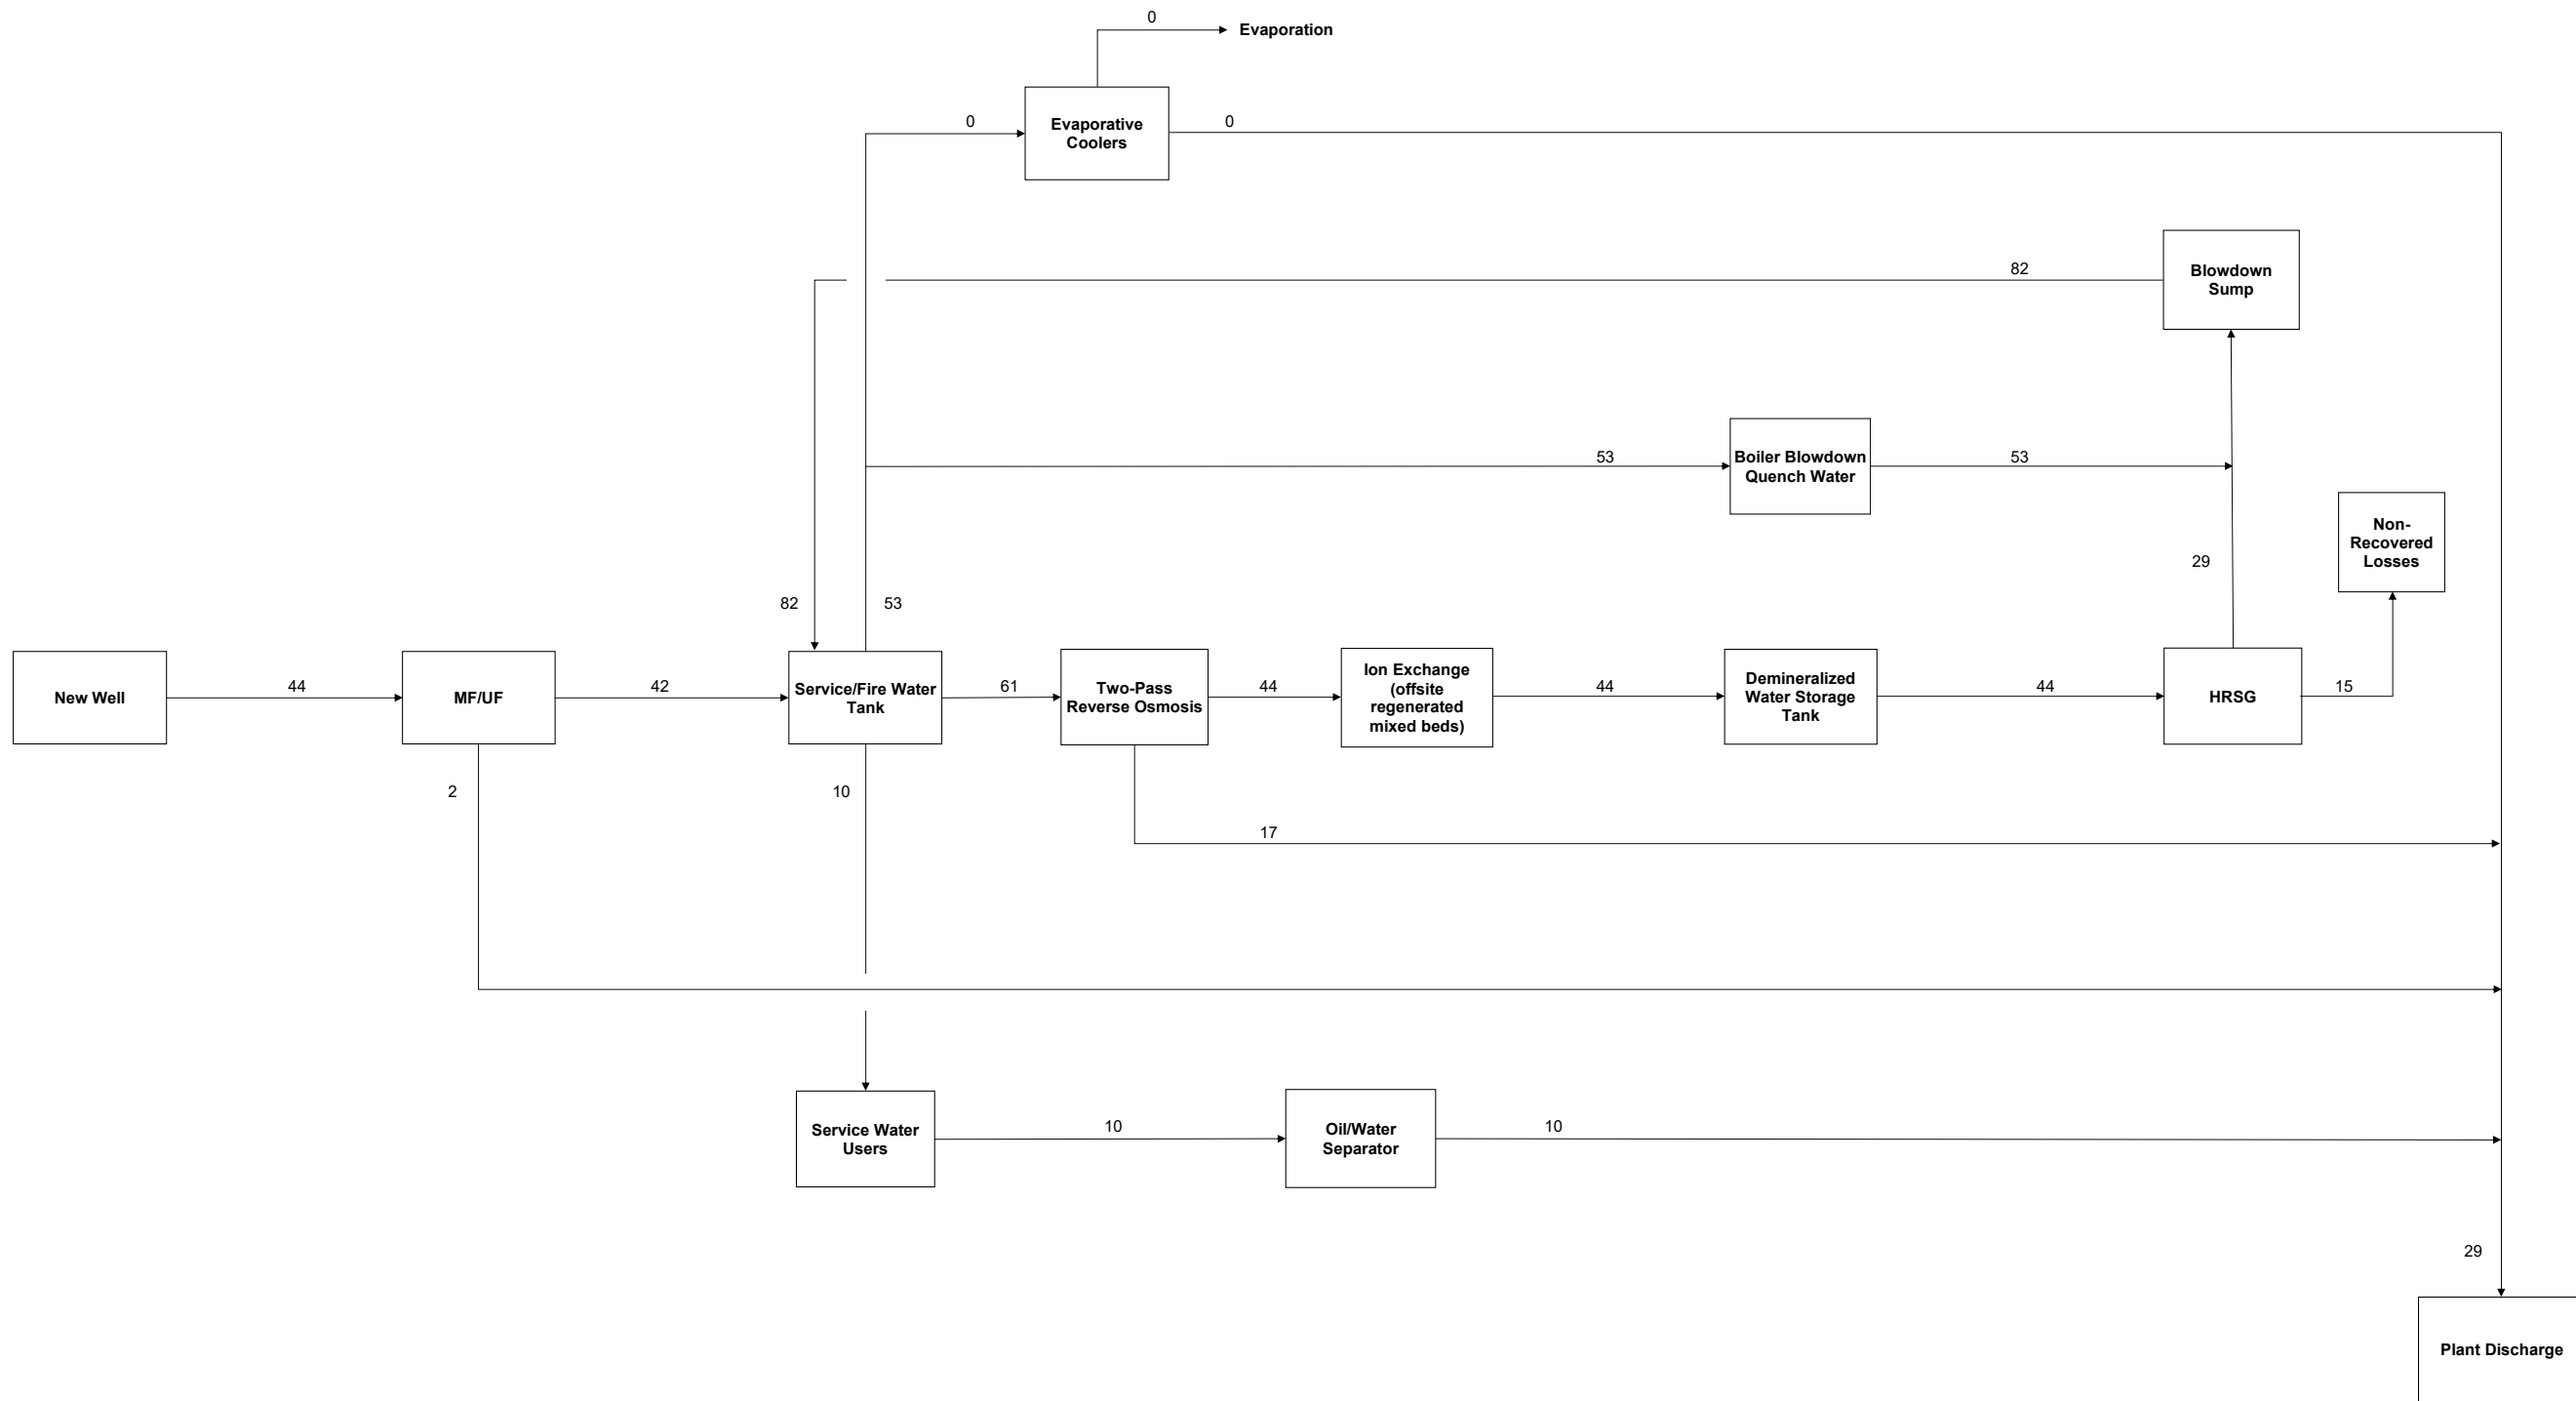 0
Evaporation
0
Evaporative
Coolers
0
82
Blowdown
Sump
53
Boiler Blowdown
Quench Water
53
Non-
Recovered
Losses
29
82
53
New Well
44
MF/UF
42
Service/Fire Water
Tank
61
Two-Pass
Reverse Osmosis
44
Ion Exchange
(offsite
regenerated
mixed beds)
44
Demineralized
Water Storage
Tank
44
HRSG
15
2
10
17
Service Water
Users
10
Oil/Water
Separator
10
29
Plant Discharge